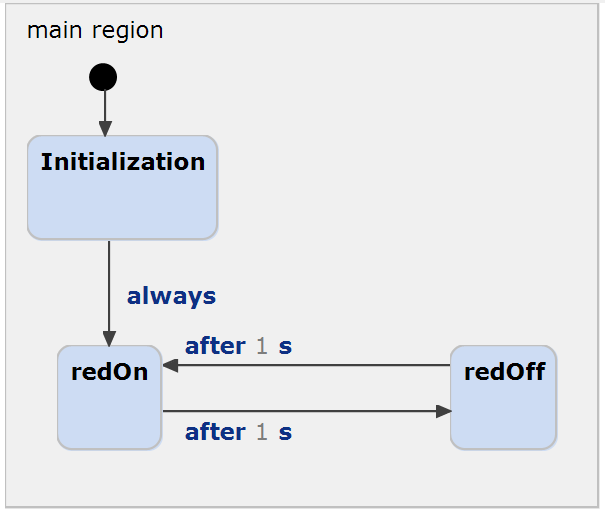 main region
Initialization
always
after 1 s
redOn
redOff
after 1 s